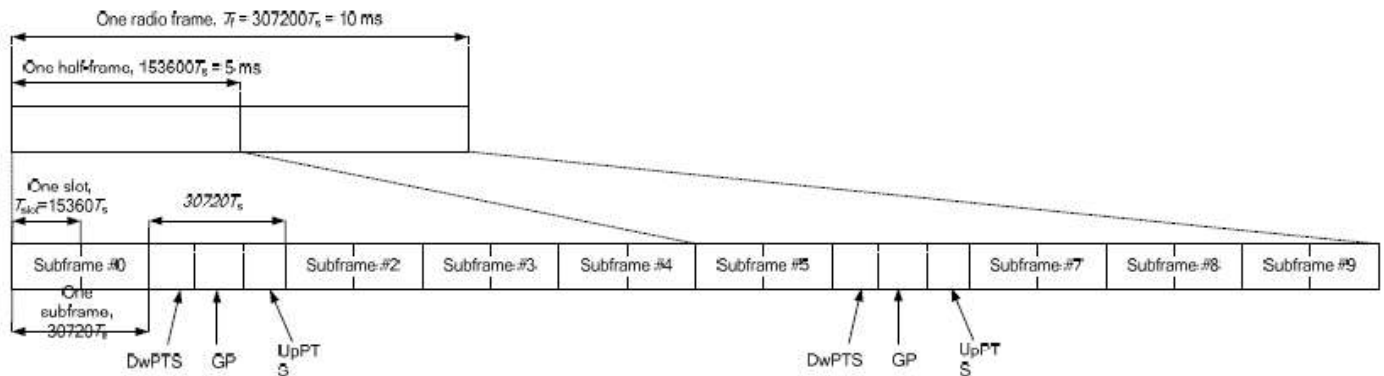 One radio frame, Tf = 307200Ts = 10 ms
One half-frame, 153600Ts = 5 ms
One slot,
Tslot=15360Ts
30720Ts
Subframe #0
Subframe #2
Subframe #3
Subframe #4
Subframe #5
Subframe #7
Subframe #8
Subframe #9
One
subframe,
30720Ts
DwPTS
GP
UpPT
S
DwPTS
GP
UpPT
S